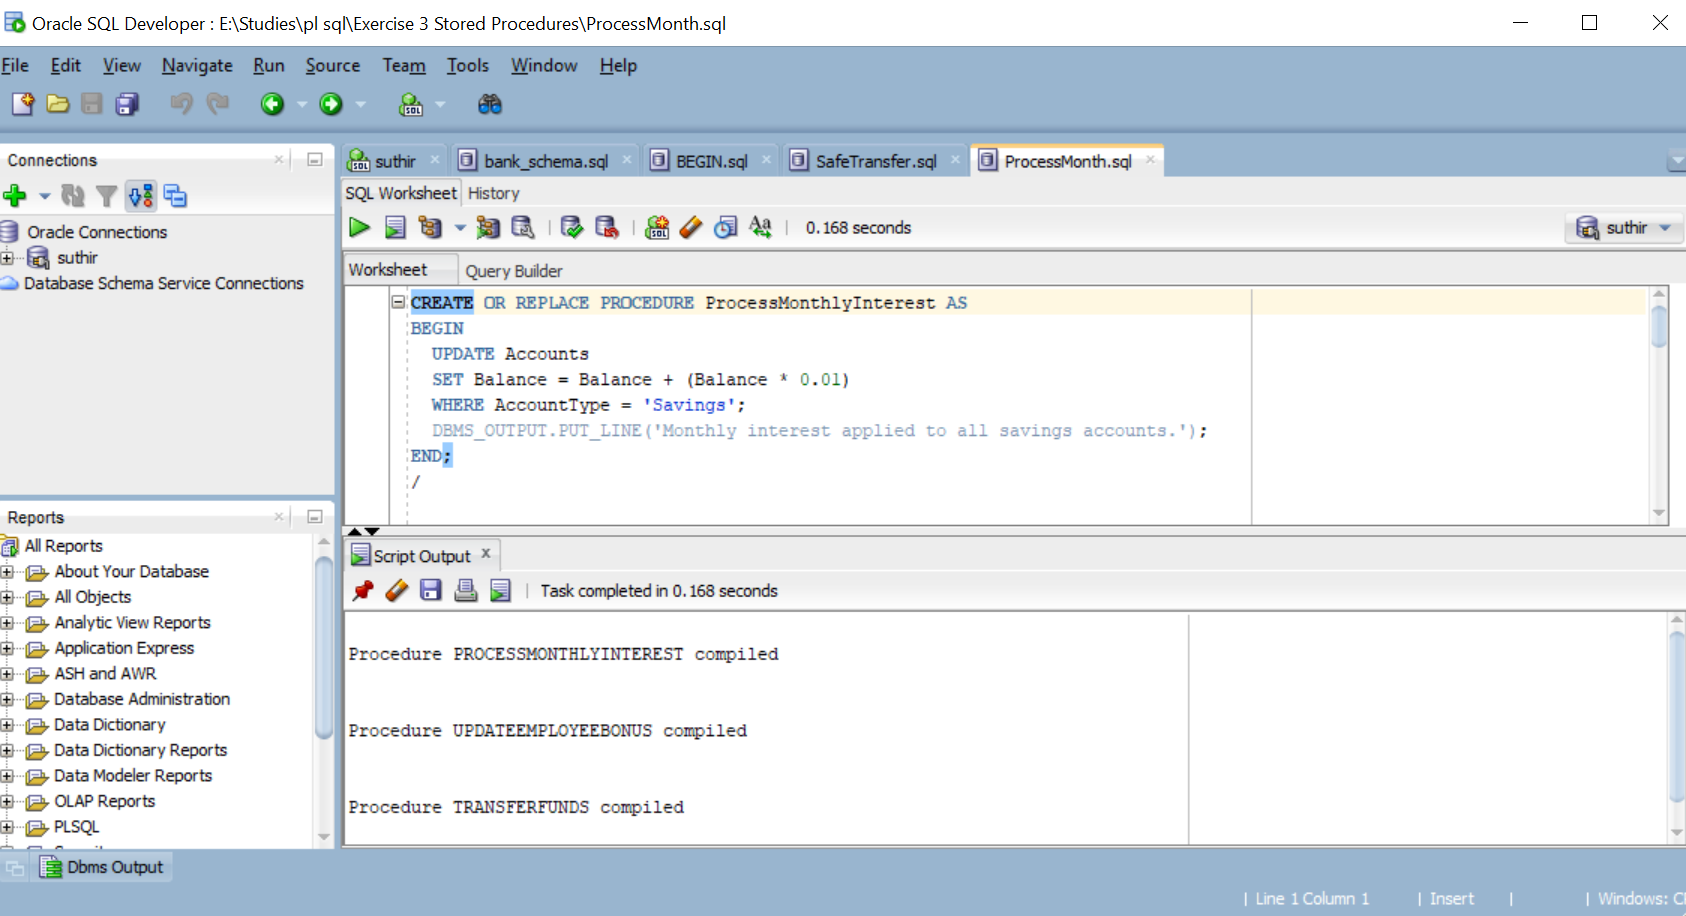 Oracle SQL Developer : E:\Studies\pl sql\Exercise 3 Stored Procedures\ProcessMonth.sql
File Edit View Navigate Run Source Team Tools Window Help
Connections
Oracle Connections
suthir
Database Schema Service Connections
Reports
All Reports
About Your Database
All Objects
Analytic View Reports
Application Express
ASH and AWR
Database Administration
Data Dictionary
Data Dictionary Reports
Data Modeler Reports
OLAP Reports
PLSQL
suthir bank_schema.sql BEGIN.sql SafeTransfer.sql ProcessMonth.sql
SQL Worksheet History
0.168 seconds
suthir
Worksheet Query Builder
CREATE OR REPLACE PROCEDURE ProcessMonthlyInterest AS
BEGIN
UPDATE Accounts
SET Balance = Balance + (Balance * 0.01)
WHERE AccountType = 'Savings';
DBMS_OUTPUT.PUT_LINE('Monthly interest applied to all savings accounts.');
END;
/
Script Output
Task completed in 0.168 seconds
Procedure PROCESSMONTHLYINTEREST compiled
Procedure UPDATEEMPLOYEEBONUS compiled
Procedure TRANSFERFUNDS compiled
Dbms Output
Line 1 Column 1 | Insert | | Windows: